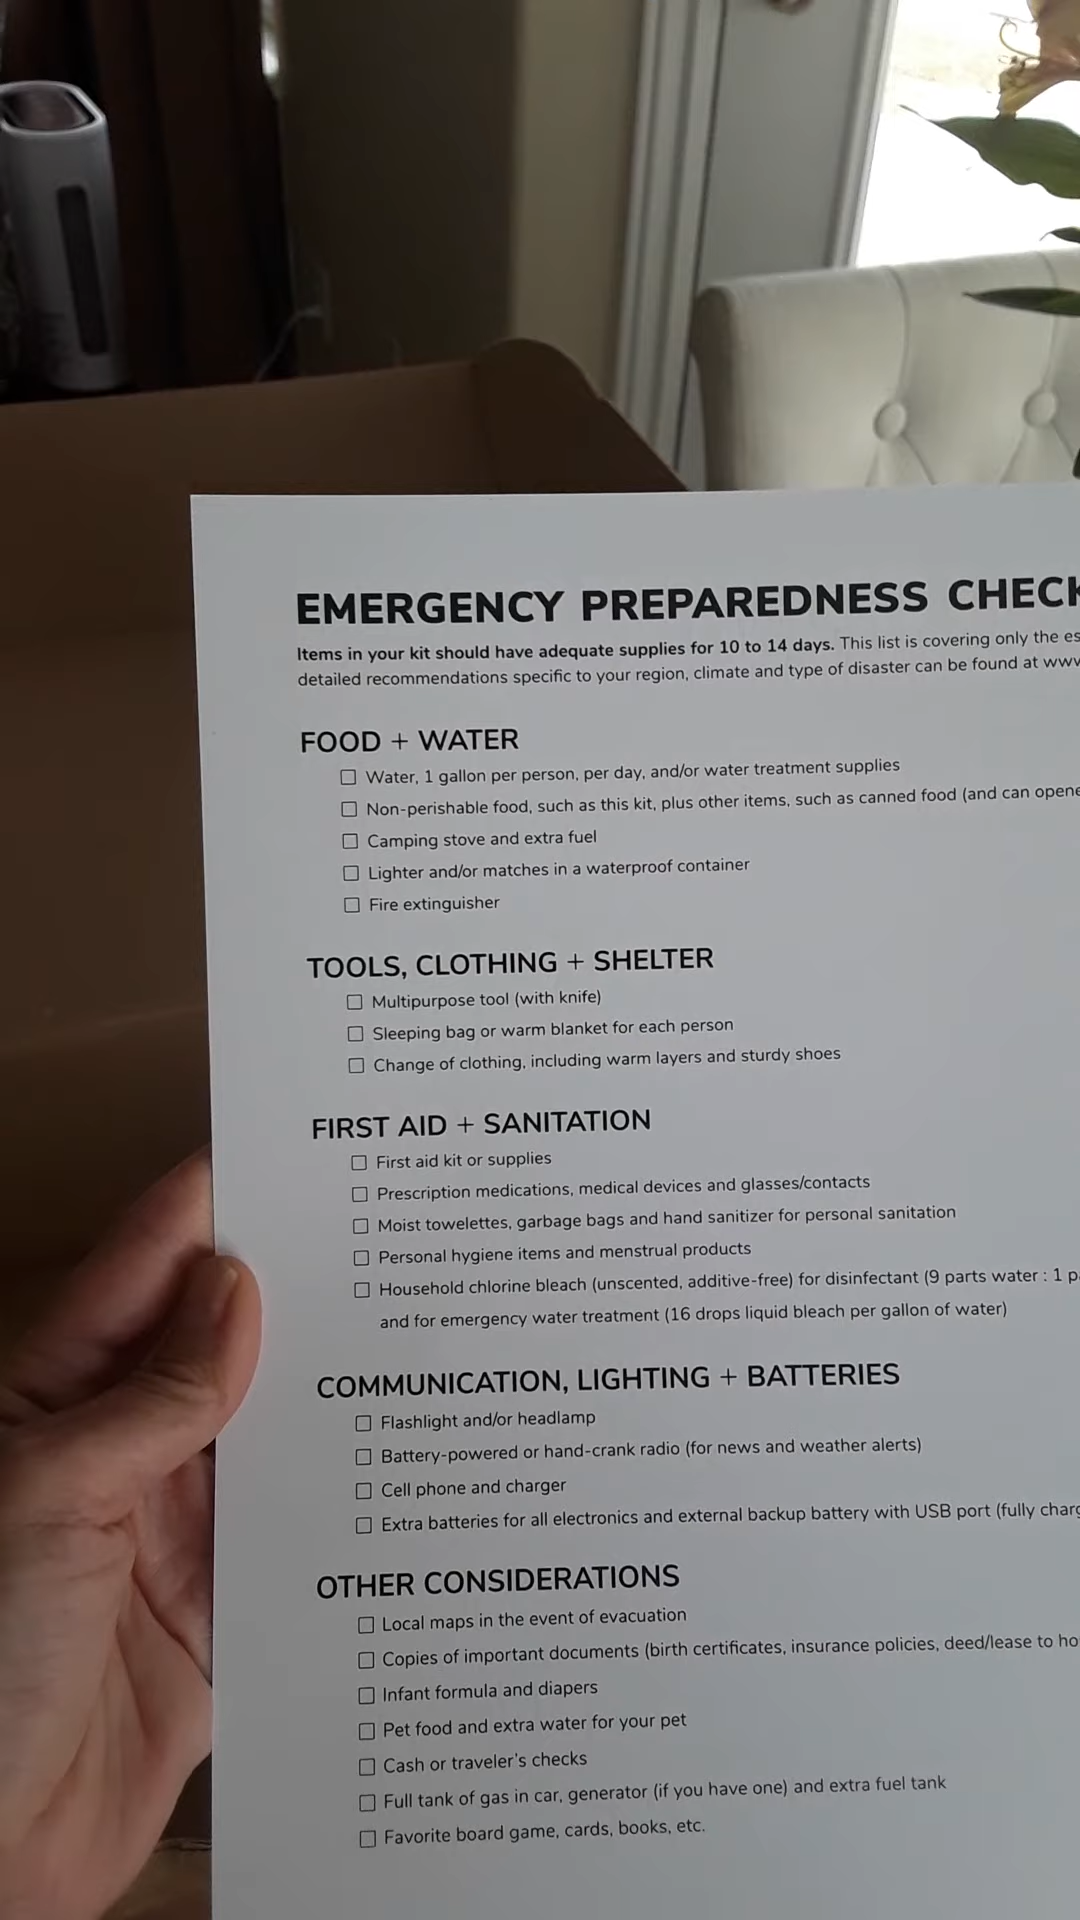 EMERGENCY PREPAREDNESS CHECK
Items in your kit should have adequate supplies for 10 to 14 days. This list is covering only the es
detailed recommendations specific to your region, climate and type of disaster can be found at www
FOOD + WATER
☐ Water, 1 gallon per person, per day, and/or water treatment supplies
☐ Non-perishable food, such as this kit, plus other items, such as canned food (and can opene
☐ Camping stove and extra fuel
☐ Lighter and/or matches in a waterproof container
☐ Fire extinguisher
TOOLS, CLOTHING + SHELTER
☐ Multipurpose tool (with knife)
☐ Sleeping bag or warm blanket for each person
☐ Change of clothing, including warm layers and sturdy shoes
FIRST AID + SANITATION
☐ First aid kit or supplies
☐ Prescription medications, medical devices and glasses/contacts
☐ Moist towelettes, garbage bags and hand sanitizer for personal sanitation
☐ Personal hygiene items and menstrual products
☐ Household chlorine bleach (unscented, additive-free) for disinfectant (9 parts water : 1 p
and for emergency water treatment (16 drops liquid bleach per gallon of water)
COMMUNICATION, LIGHTING + BATTERIES
☐ Flashlight and/or headlamp
☐ Battery-powered or hand-crank radio (for news and weather alerts)
☐ Cell phone and charger
☐ Extra batteries for all electronics and external backup battery with USB port (fully charg
OTHER CONSIDERATIONS
☐ Local maps in the event of evacuation
☐ Copies of important documents (birth certificates, insurance policies, deed/lease to ho
☐ Infant formula and diapers
☐ Pet food and extra water for your pet
☐ Cash or traveler's checks
☐ Full tank of gas in car, generator (if you have one) and extra fuel tank
☐ Favorite board game, cards, books, etc.